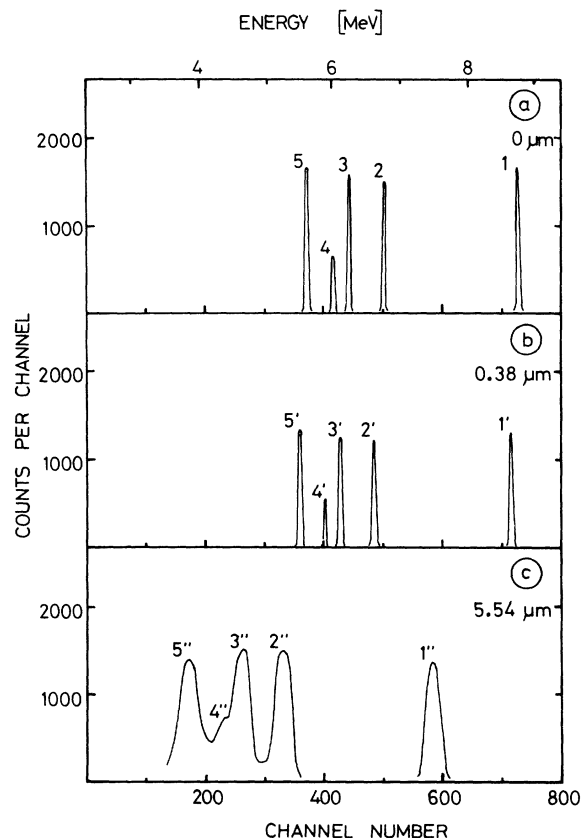 ENERGY [MeV]
4 6 8
a
0 μm
2000
1000
5 3 2 1
4
b
0.38 μm
2000
1000
5' 3' 2' 1'
4'
c
5.54 μm
2000
1000
5'' 3'' 2'' 1''
4''
COUNTS PER CHANNEL
200 400 600 800
CHANNEL NUMBER